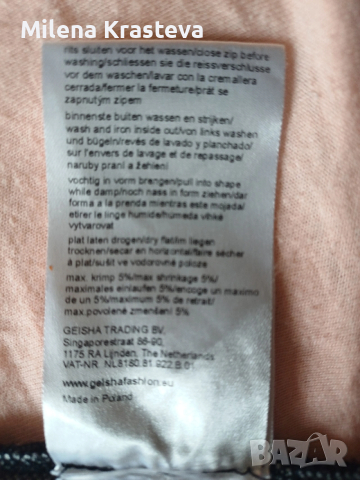 Milena Krasteva
rits sluiten voor het wassen/close zip before
washing/schliessen sie die reissverschlüsse
vor dem waschen/lavar con la cremallera
cerrada/fermer la fermeture/prát se
zapnutým zipem
binnenste buiten wassen en strijken/
wash and iron inside out/von links washen
und bügeln/revés de lavado y planchado/
sur l'envers de lavage et de repassage/
naruby praní a žehlení
vochtig in vorm brengen/pull into shape
while damp/noch nass in form ziehen/dar
forma a la prenda mientras este mojada/
etirer le linge humide/húmeda vlhké
vytvarovat
plat laten drogen/dry flat/im liegen
trocknen/secar en horizontal/faire sécher
à plat/sušit ve vodorovné poloze
max. krimp 5%/max shrinkage 5%/
maximales einlaufen 5%/encoge un maximo
de un 5%/maximum 5% de retrait/
max.povolené zmenšení 5%
GEISHA TRADING BV.
Singaporestraat 86-90,
1175 RA Lijnden, The Netherlands
VAT-NR. NL8180.81.922.B.01
www.geishafashion.eu
Made in Poland
BAZAR